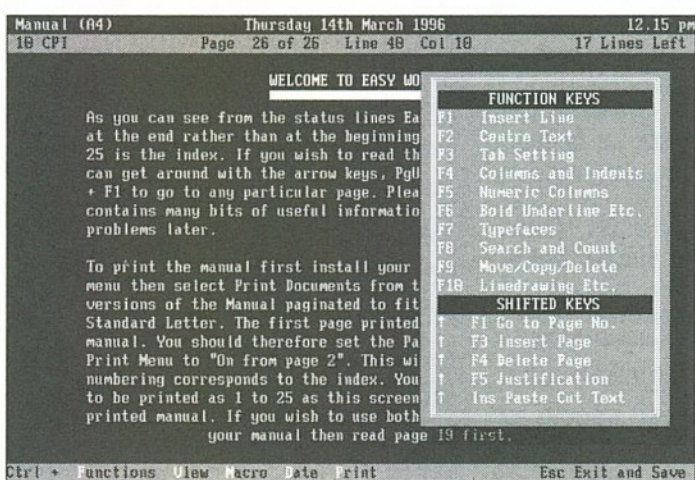 Manual (A4) Thursday 14th March 1996 12.15 pm
10 CPI Page 26 of 26 Line 40 Col 10 17 Lines Left
WELCOME TO EASY WO
As you can see from the status lines Ea
at the end rather than at the beginning
25 is the index. If you wish to read th
can get around with the arrow keys, PgU
+ F1 to go to any particular page. Plea
contains many bits of useful informatio
problems later.
To print the manual first install your
menu then select Print Documents from t
versions of the Manual paginated to fit
Standard Letter. The first page printed
manual. You should therefore set the Pa
Print Menu to "On from page 2". This wi
numbering corresponds to the index. You
to be printed as 1 to 25 as this screen
printed manual. If you wish to use both
your manual then read page 19 first.
FUNCTION KEYS
F1 Insert Line
F2 Centre Text
F3 Tab Setting
F4 Columns and Indents
F5 Numeric Columns
F6 Bold Underline Etc.
F7 Typefaces
F8 Search and Count
F9 Move/Copy/Delete
F10 Linedrawing Etc.
SHIFTED KEYS
↑ F1 Go to Page No.
↑ F3 Insert Page
↑ F4 Delete Page
↑ F5 Justification
↑ Ins Paste Cut Text
Ctrl + Functions View Macro Date Print Esc Exit and Save